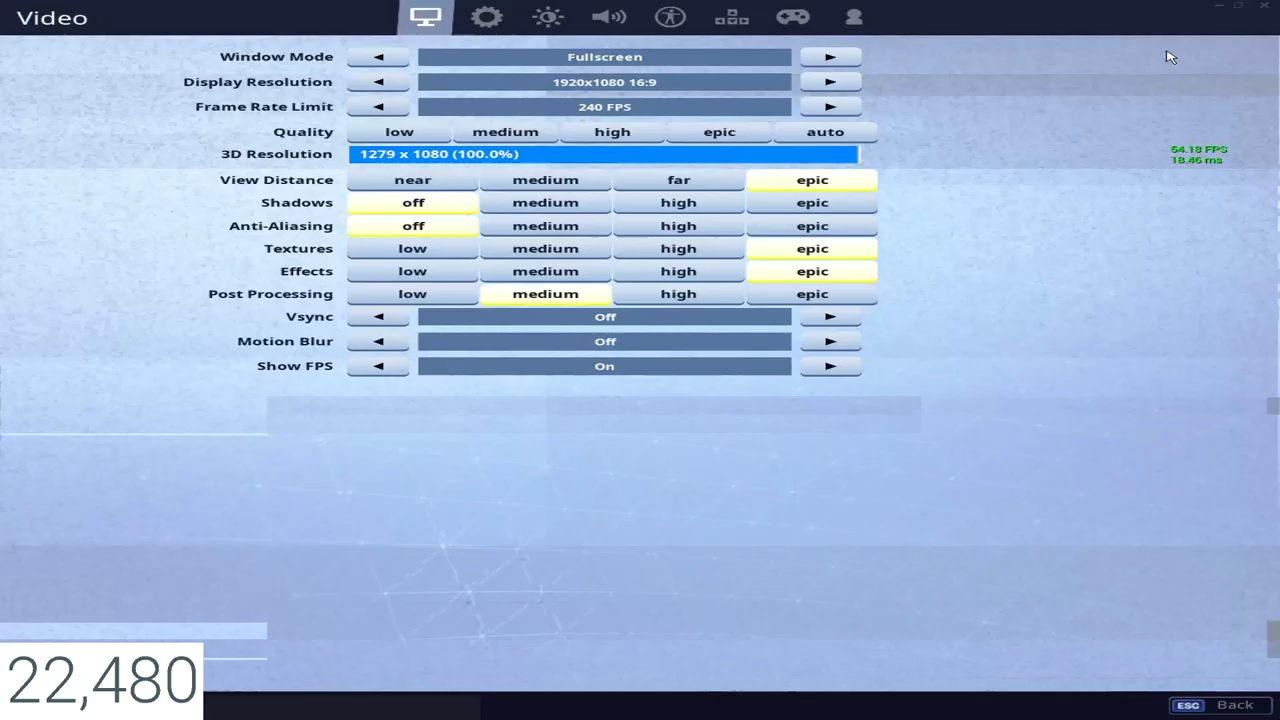 Video
Window Mode ◄ Fullscreen ►
Display Resolution ◄ 1920x1080 16:9 ►
Frame Rate Limit ◄ 240 FPS ►
Quality low medium high epic auto
3D Resolution 1279 x 1080 (100.0%)
54.18 FPS
18.46 ms
View Distance near medium far epic
Shadows off medium high epic
Anti-Aliasing off medium high epic
Textures low medium high epic
Effects low medium high epic
Post Processing low medium high epic
Vsync ◄ Off ►
Motion Blur ◄ Off ►
Show FPS ◄ On ►
22,480
ESC Back